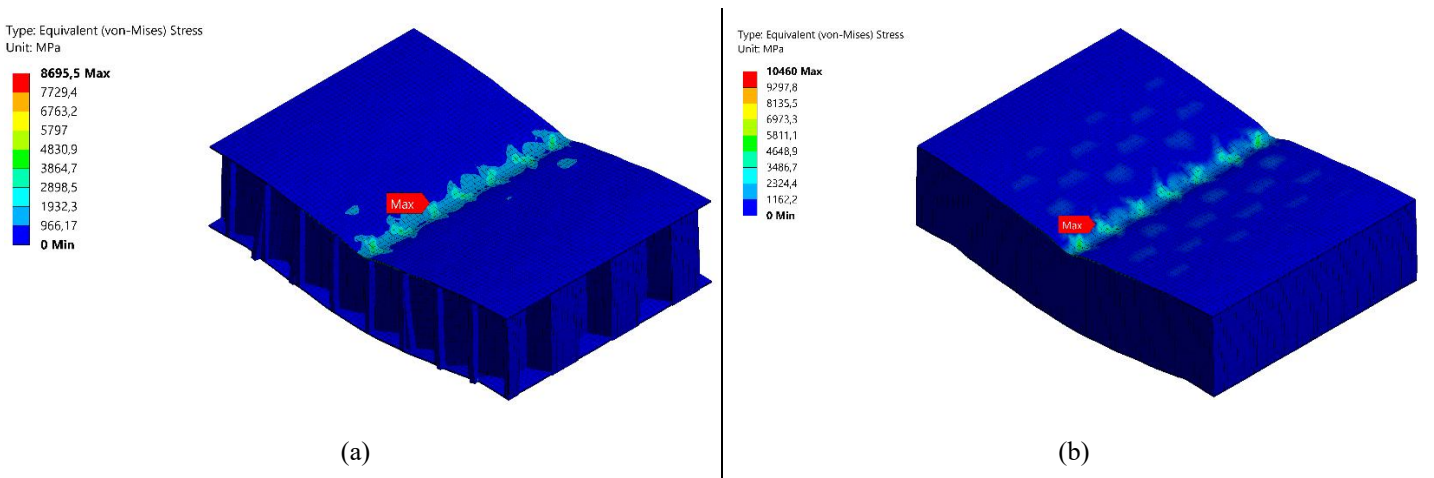 Type: Equivalent (von-Mises) Stress
Unit: MPa
8695,5 Max
7729,4
6763,2
5797
4830,9
3864,7
2898,5
1932,3
966,17
0 Min
Max
(a)
Type: Equivalent (von-Mises) Stress
Unit: MPa
10460 Max
9297,8
8135,5
6973,3
5811,1
4648,9
3486,7
2324,4
1162,2
0 Min
Max
(b)